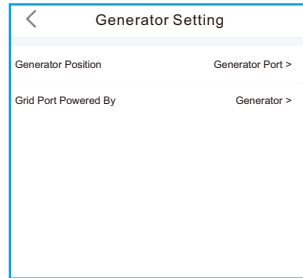 Generator Setting
Generator Position Generator Port >
Grid Port Powered By Generator >